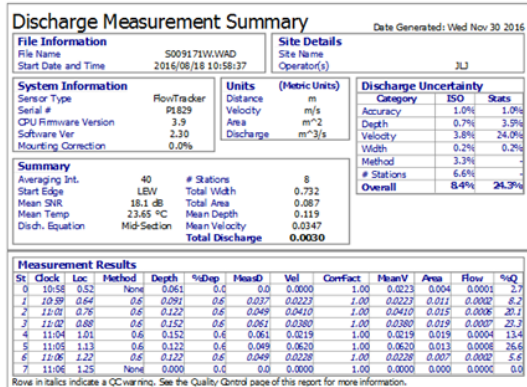 Discharge Measurement Summary Date Generated: Wed Nov 30 2016
File Information
File Name S009171W.WAD
Start Date and Time 2016/08/18 10:58:37
Site Details
Site Name
Operator(s) JLJ
System Information
Sensor Type FlowTracker
Serial # P1829
CPU Firmware Version 3.9
Software Ver 2.30
Mounting Correction 0.0%
Units (Metric Units)
Distance m
Velocity m/s
Area m^2
Discharge m^3/s
Discharge Uncertainty
Category ISO Stats
Accuracy 1.0% 1.0%
Depth 0.7% 3.5%
Velocity 3.8% 24.0%
Width 0.2% 0.2%
Method 3.3% -
# Stations 6.6% -
Overall 8.4% 24.3%
Summary
Averaging Int. 40 # Stations 8
Start Edge LEW Total Width 0.732
Mean SNR 18.1 dB Total Area 0.087
Mean Temp 23.65 °C Mean Depth 0.119
Disch. Equation Mid-Section Mean Velocity 0.0347
Total Discharge 0.0030
Measurement Results
St Clock Loc Method Depth %Dep MeasD Vel CorrFact MeanV Area Flow %Q
0 10:58 0.52 None 0.061 0.0 0.0 0.0000 1.00 0.0223 0.004 0.0001 2.7
1 10:59 0.64 0.6 0.091 0.6 0.037 0.0223 1.00 0.0223 0.011 0.0002 8.2
2 11:01 0.76 0.6 0.122 0.6 0.049 0.0410 1.00 0.0410 0.015 0.0006 20.1
3 11:02 0.88 0.6 0.152 0.6 0.061 0.0380 1.00 0.0380 0.019 0.0007 23.3
4 11:04 1.01 0.6 0.152 0.6 0.061 0.0219 1.00 0.0219 0.019 0.0004 13.4
5 11:05 1.13 0.6 0.122 0.6 0.049 0.0620 1.00 0.0620 0.013 0.0008 26.6
6 11:06 1.22 0.6 0.122 0.6 0.049 0.0228 1.00 0.0228 0.007 0.0002 5.6
7 11:06 1.25 None 0.000 0.0 0.0 0.0000 1.00 0.0000 0.000 0.0000 0.0
Rows in italics indicate a QC warning. See the Quality Control page of this report for more information.